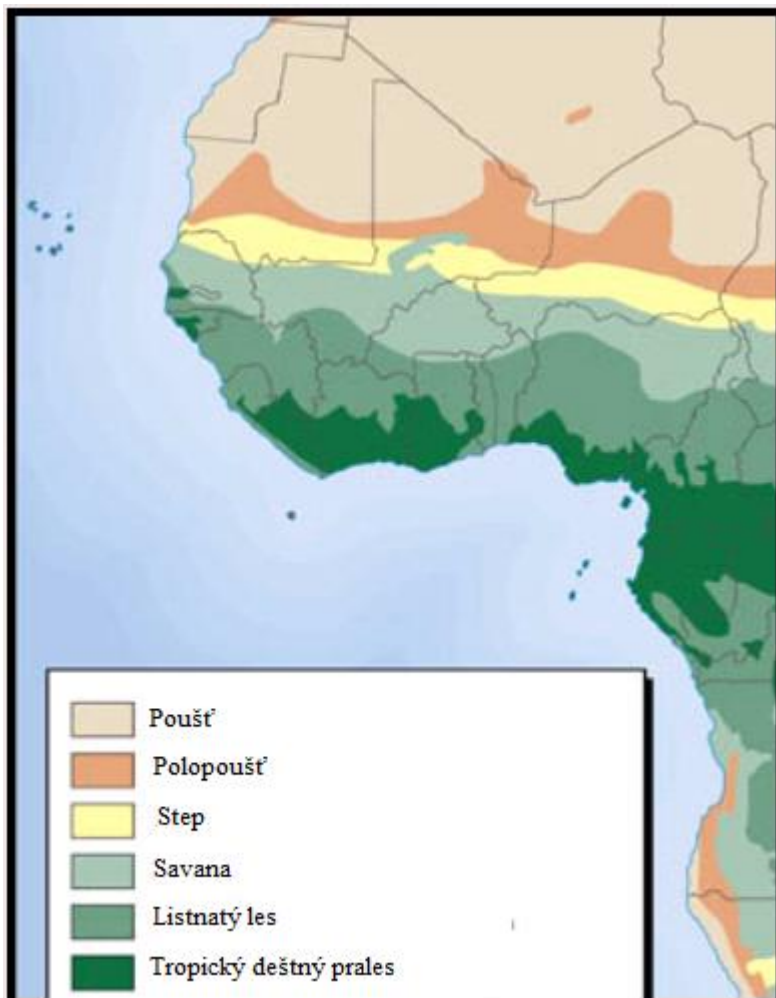 Poušť
Polopoušť
Step
Savana
Listnatý les
Tropický deštný prales